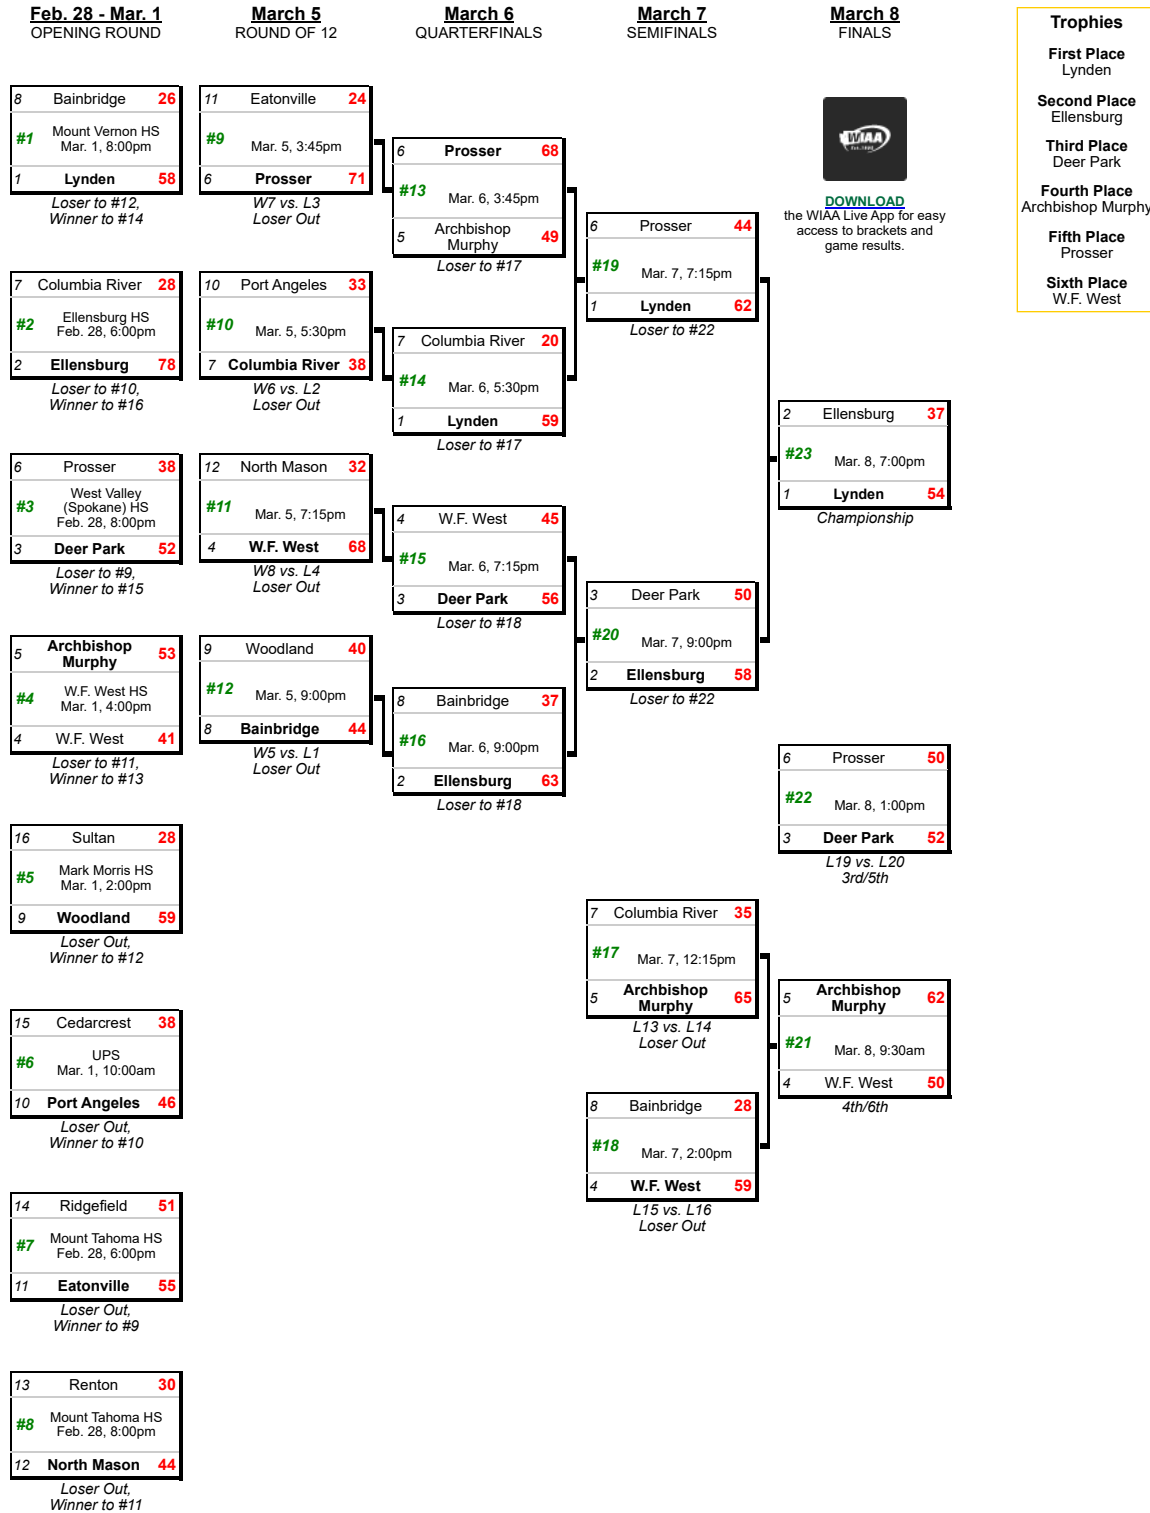 Feb. 28 - Mar. 1
OPENING ROUND
8 Bainbridge 26
#1 Mount Vernon HS
Mar. 1, 8:00pm
1 Lynden 58
Loser to #12,
Winner to #14
7 Columbia River 28
#2 Ellensburg HS
Feb. 28, 6:00pm
2 Ellensburg 78
Loser to #10,
Winner to #16
6 Prosser 38
#3 West Valley
(Spokane) HS
Feb. 28, 8:00pm
3 Deer Park 52
Loser to #9,
Winner to #15
5 Archbishop
Murphy 53
#4 W.F. West HS
Mar. 1, 4:00pm
4 W.F. West 41
Loser to #11,
Winner to #13
16 Sultan 28
#5 Mark Morris HS
Mar. 1, 2:00pm
9 Woodland 59
Loser Out,
Winner to #12
15 Cedarcrest 38
#6 UPS
Mar. 1, 10:00am
10 Port Angeles 46
Loser Out,
Winner to #10
14 Ridgefield 51
#7 Mount Tahoma HS
Feb. 28, 6:00pm
11 Eatonville 55
Loser Out,
Winner to #9
13 Renton 30
#8 Mount Tahoma HS
Feb. 28, 8:00pm
12 North Mason 44
Loser Out,
Winner to #11
March 5
ROUND OF 12
11 Eatonville 24
#9 Mar. 5, 3:45pm
6 Prosser 71
W7 vs. L3
Loser Out
10 Port Angeles 33
#10 Mar. 5, 5:30pm
7 Columbia River 38
W6 vs. L2
Loser Out
12 North Mason 32
#11 Mar. 5, 7:15pm
4 W.F. West 68
W8 vs. L4
Loser Out
9 Woodland 40
#12 Mar. 5, 9:00pm
8 Bainbridge 44
W5 vs. L1
Loser Out
March 6
QUARTERFINALS
6 Prosser 68
#13 Mar. 6, 3:45pm
5 Archbishop
Murphy 49
Loser to #17
7 Columbia River 20
#14 Mar. 6, 5:30pm
1 Lynden 59
Loser to #17
4 W.F. West 45
#15 Mar. 6, 7:15pm
3 Deer Park 56
Loser to #18
8 Bainbridge 37
#16 Mar. 6, 9:00pm
2 Ellensburg 63
Loser to #18
March 7
SEMIFINALS
6 Prosser 44
#19 Mar. 7, 7:15pm
1 Lynden 62
Loser to #22
3 Deer Park 50
#20 Mar. 7, 9:00pm
2 Ellensburg 58
Loser to #22
7 Columbia River 35
#17 Mar. 7, 12:15pm
5 Archbishop
Murphy 65
L13 vs. L14
Loser Out
8 Bainbridge 28
#18 Mar. 7, 2:00pm
4 W.F. West 59
L15 vs. L16
Loser Out
March 8
FINALS
WIAA
Est. 1905
DOWNLOAD
the WIAA Live App for easy
access to brackets and
game results.
2 Ellensburg 37
#23 Mar. 8, 7:00pm
1 Lynden 54
Championship
6 Prosser 50
#22 Mar. 8, 1:00pm
3 Deer Park 52
L19 vs. L20
3rd/5th
5 Archbishop
Murphy 62
#21 Mar. 8, 9:30am
4 W.F. West 50
4th/6th
Trophies
First Place
Lynden
Second Place
Ellensburg
Third Place
Deer Park
Fourth Place
Archbishop Murphy
Fifth Place
Prosser
Sixth Place
W.F. West